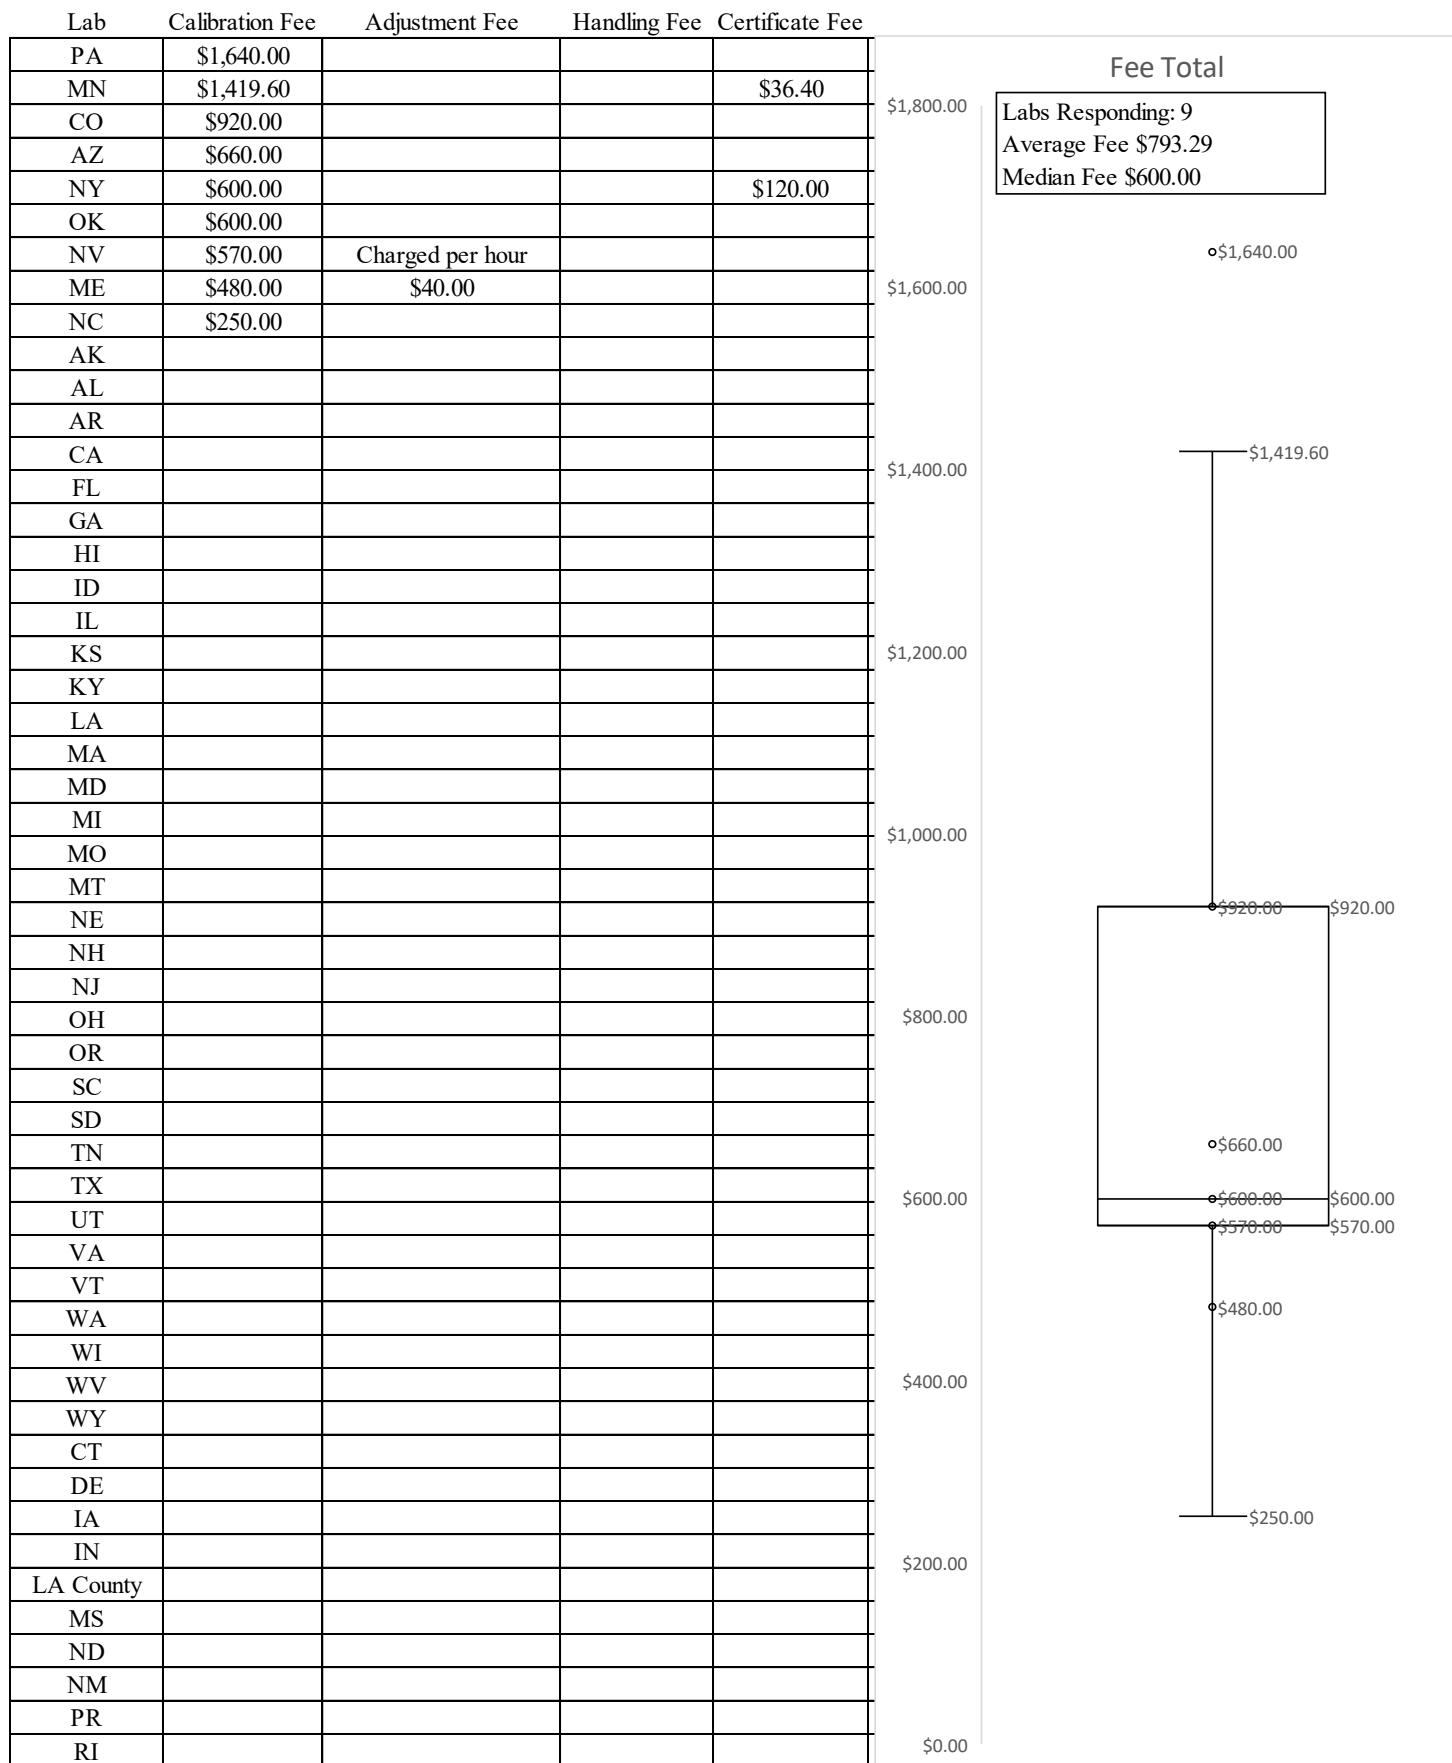 Lab Calibration Fee Adjustment Fee Handling Fee Certificate Fee
PA $1,640.00
MN $1,419.60 $36.40
CO $920.00
AZ $660.00
NY $600.00 $120.00
OK $600.00
NV $570.00 Charged per hour
ME $480.00 $40.00
NC $250.00
AK
AL
AR
CA
FL
GA
HI
ID
IL
KS
KY
LA
MA
MD
MI
MO
MT
NE
NH
NJ
OH
OR
SC
SD
TN
TX
UT
VA
VT
WA
WI
WV
WY
CT
DE
IA
IN
LA County
MS
ND
NM
PR
RI
Fee Total
Labs Responding: 9
Average Fee $793.29
Median Fee $600.00
$1,800.00
$1,640.00
$1,600.00
$1,419.60
$1,400.00
$1,200.00
$1,000.00
$920.00 $920.00
$800.00
$660.00
$600.00 $600.00 $600.00
$570.00 $570.00
$480.00
$400.00
$250.00
$200.00
$0.00